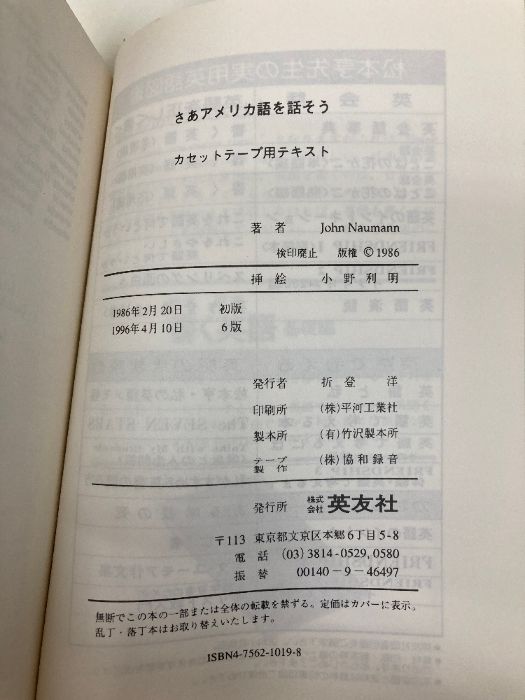 さあアメリカ語を話そう
カセットテープ用テキスト
著者 John Naumann
検印廃止 版権 ©1986
挿絵 小野利明
1986年2月20日 初版
1996年4月10日 6版
発行者 折登洋
印刷所 (株)平河工業社
製本所 (有)竹沢製本所
テープ製作 (株)協和録音
発行所 株式会社 英友社
〒113 東京都文京区本郷6丁目5-8
電話 (03)3814-0529, 0580
振替 00140-9-46497
無断でこの本の一部または全体の転載を禁ずる。定価はカバーに表示。
乱丁・落丁本はお取り替えいたします。
ISBN4-7562-1019-8